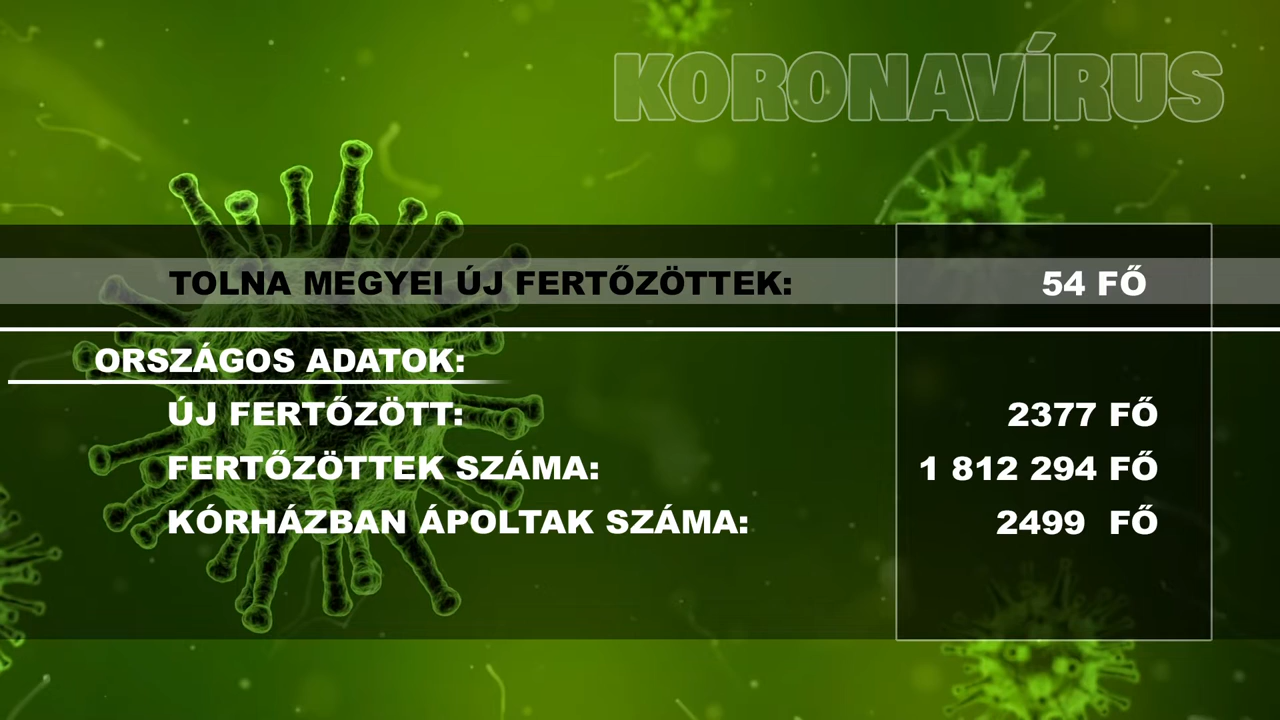 KORONAVÍRUS
TOLNA MEGYEI ÚJ FERTŐZÖTTEK: 54 FŐ
ORSZÁGOS ADATOK:
ÚJ FERTŐZÖTT: 2377 FŐ
FERTŐZÖTTEK SZÁMA: 1 812 294 FŐ
KÓRHÁZBAN ÁPOLTAK SZÁMA: 2499 FŐ